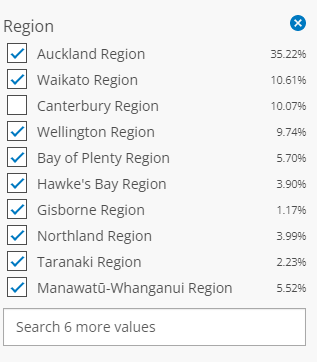 Region
Auckland Region 35.22%
Waikato Region 10.61%
Canterbury Region 10.07%
Wellington Region 9.74%
Bay of Plenty Region 5.70%
Hawke's Bay Region 3.90%
Gisborne Region 1.17%
Northland Region 3.99%
Taranaki Region 2.23%
Manawatū-Whanganui Region 5.52%
Search 6 more values